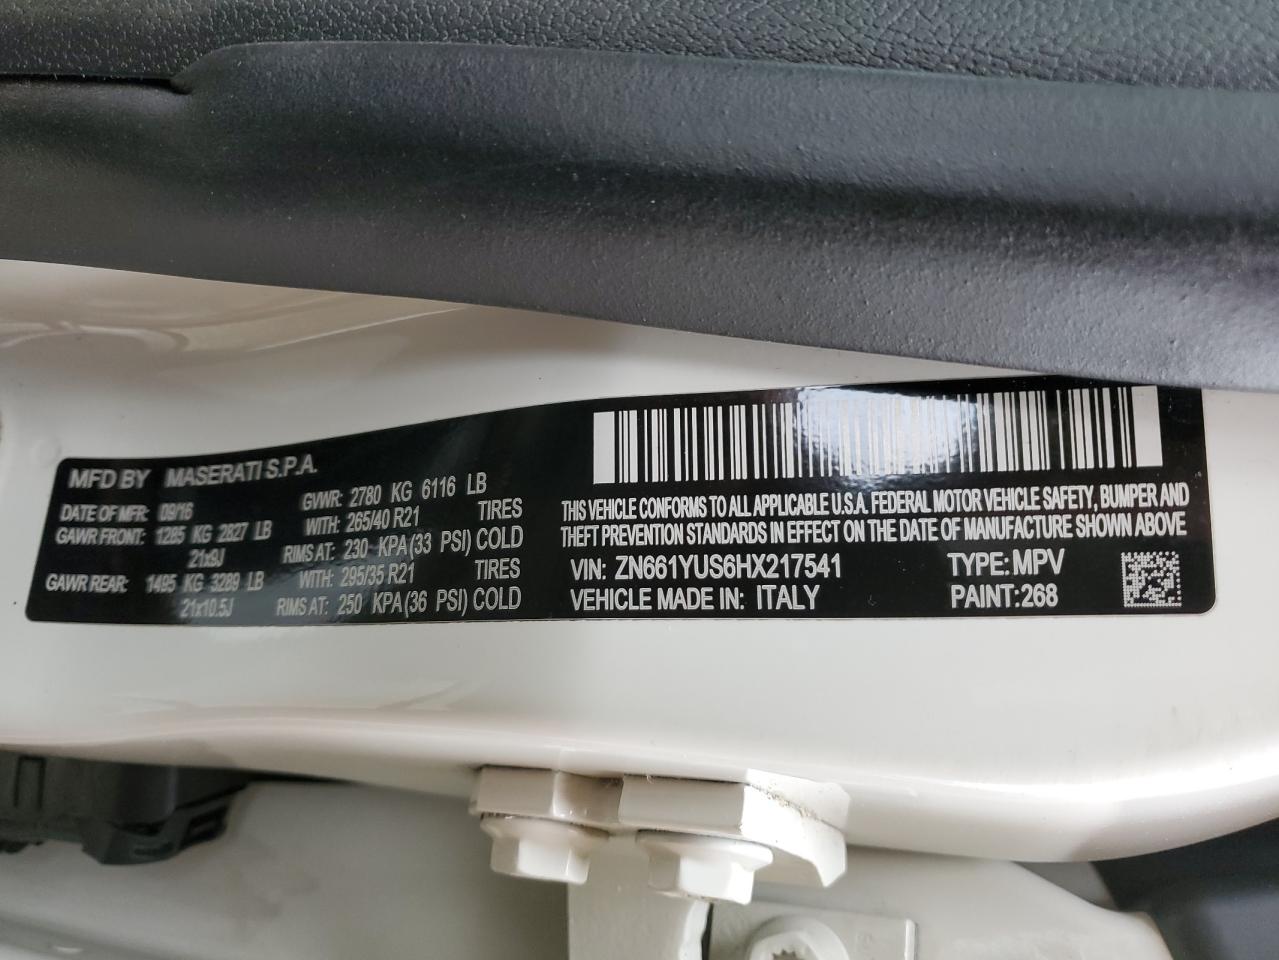 MFD BY MASERATI S.P.A.
DATE OF MFR: 09/16 GVWR: 2780 KG 6116 LB
GAWR FRONT: 1285 KG 2827 LB WITH: 265/40 R21 TIRES
21x9J RIMS AT: 230 KPA(33 PSI) COLD
GAWR REAR: 1495 KG 3289 LB WITH: 295/35 R21 TIRES
21x10.5J RIMS AT: 250 KPA(36 PSI) COLD
THIS VEHICLE CONFORMS TO ALL APPLICABLE U.S.A. FEDERAL MOTOR VEHICLE SAFETY, BUMPER AND
THEFT PREVENTION STANDARDS IN EFFECT ON THE DATE OF MANUFACTURE SHOWN ABOVE
VIN: ZN661YUS6HX217541 TYPE: MPV
VEHICLE MADE IN: ITALY PAINT:268